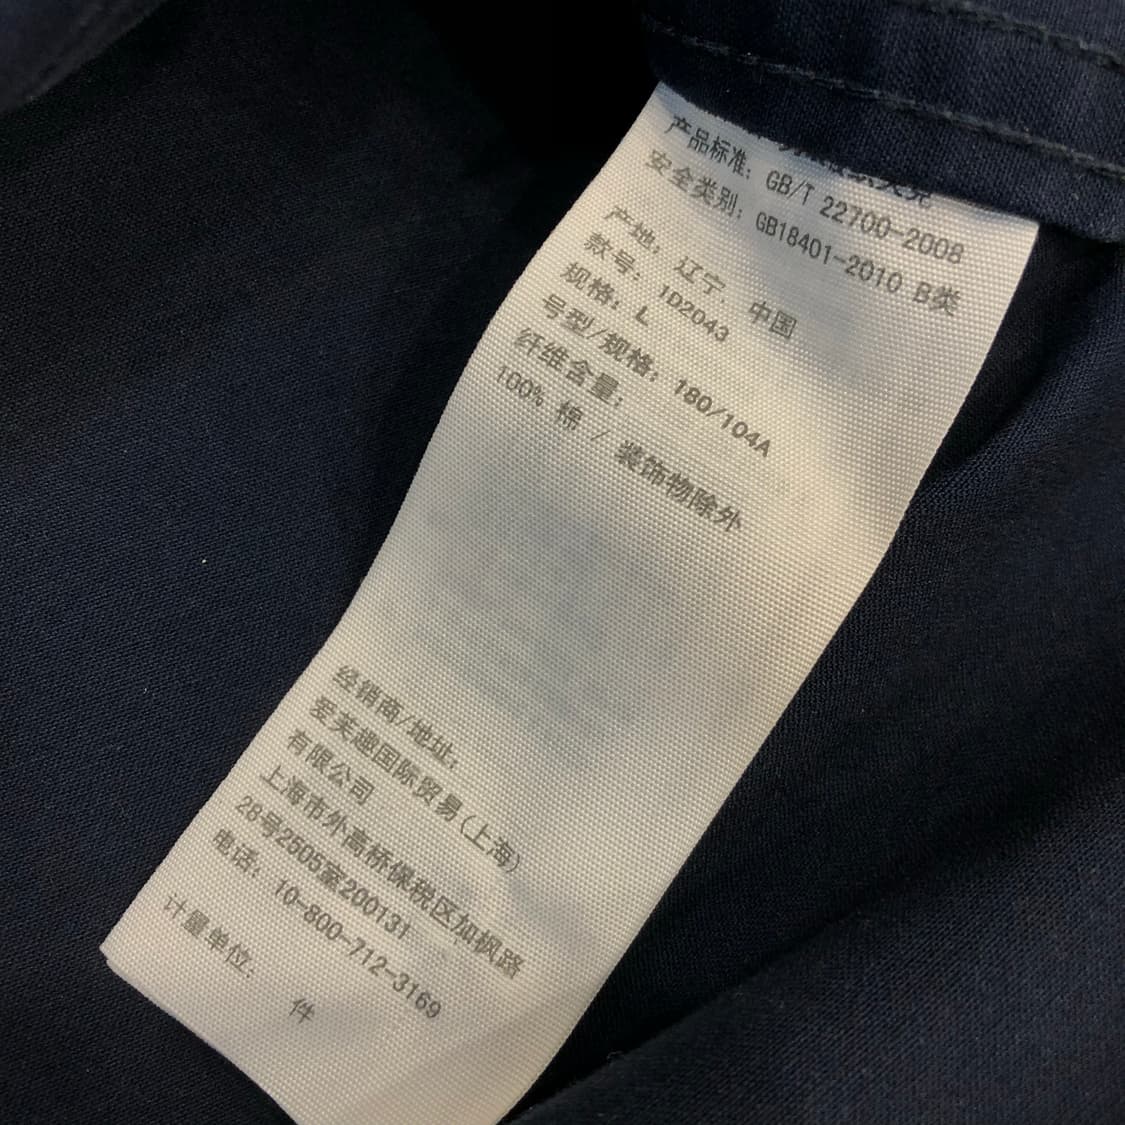 产品标准: GB/T 22700-2008
安全类别: GB18401-2010 B类
产地: 辽宁, 中国
款号: 1D2043
规格: L
号型/规格: 180/104A
纤维含量:
100% 棉 / 装饰物除外
经销商/地址:
爱芙趣国际贸易(上海)
有限公司
上海市外高桥保税区加枫路
28号2505室200131
电话: 10-800-712-3169
计量单位: 件